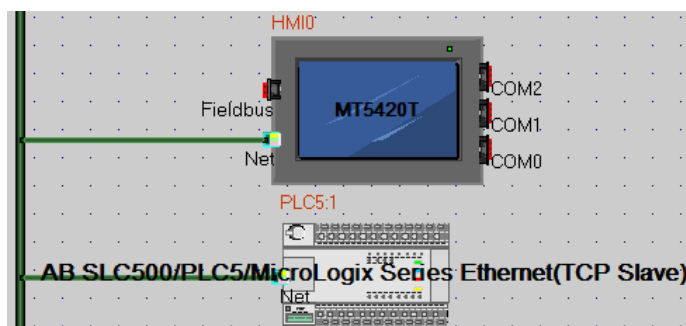 HMI0
COM2
Fieldbus
MT5420T
COM1
Net
COM0
PLC5:1
AB SLC500/PLC5/MicroLogix Series Ethernet(TCP Slave)
Net